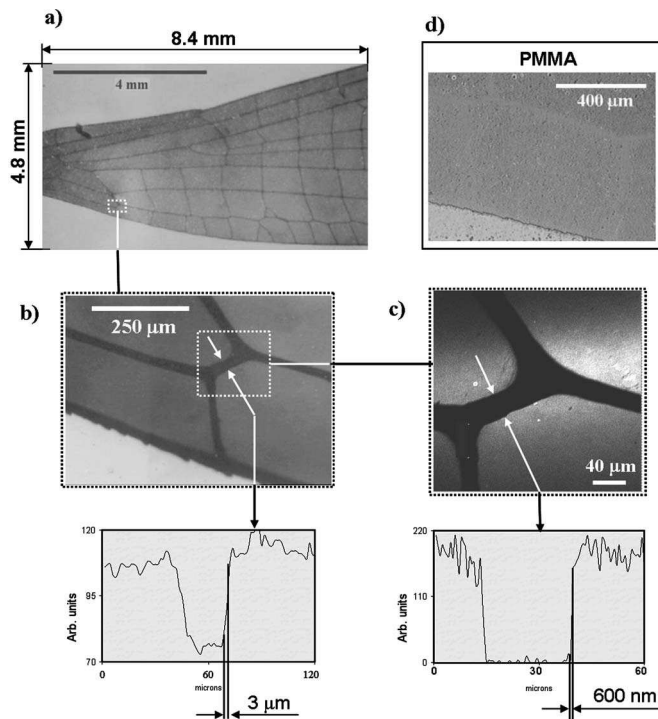 a)
8.4 mm
4 mm
4.8 mm
d)
PMMA
400 μm
b)
250 μm
c)
40 μm
120
95
70
Arb. units
0
60
120
microns
3 μm
220
110
0
Arb. units
0
30
60
microns
600 nm